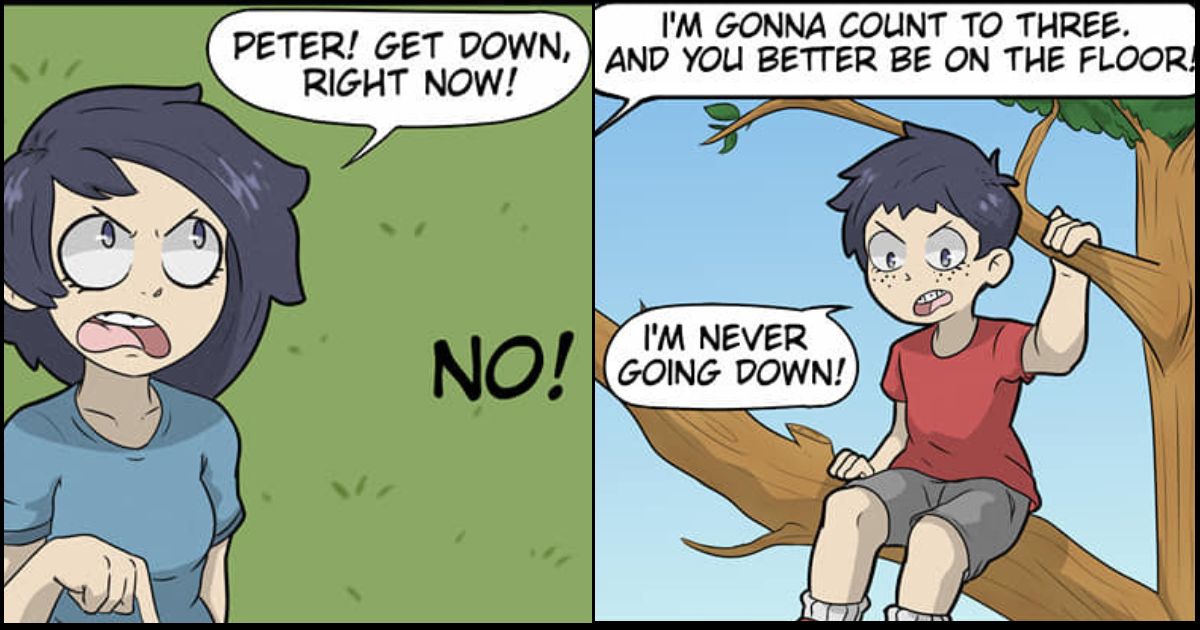 PETER! GET DOWN,
RIGHT NOW!
NO!
I'M GONNA COUNT TO THREE.
AND YOU BETTER BE ON THE FLOOR!
I'M NEVER
GOING DOWN!